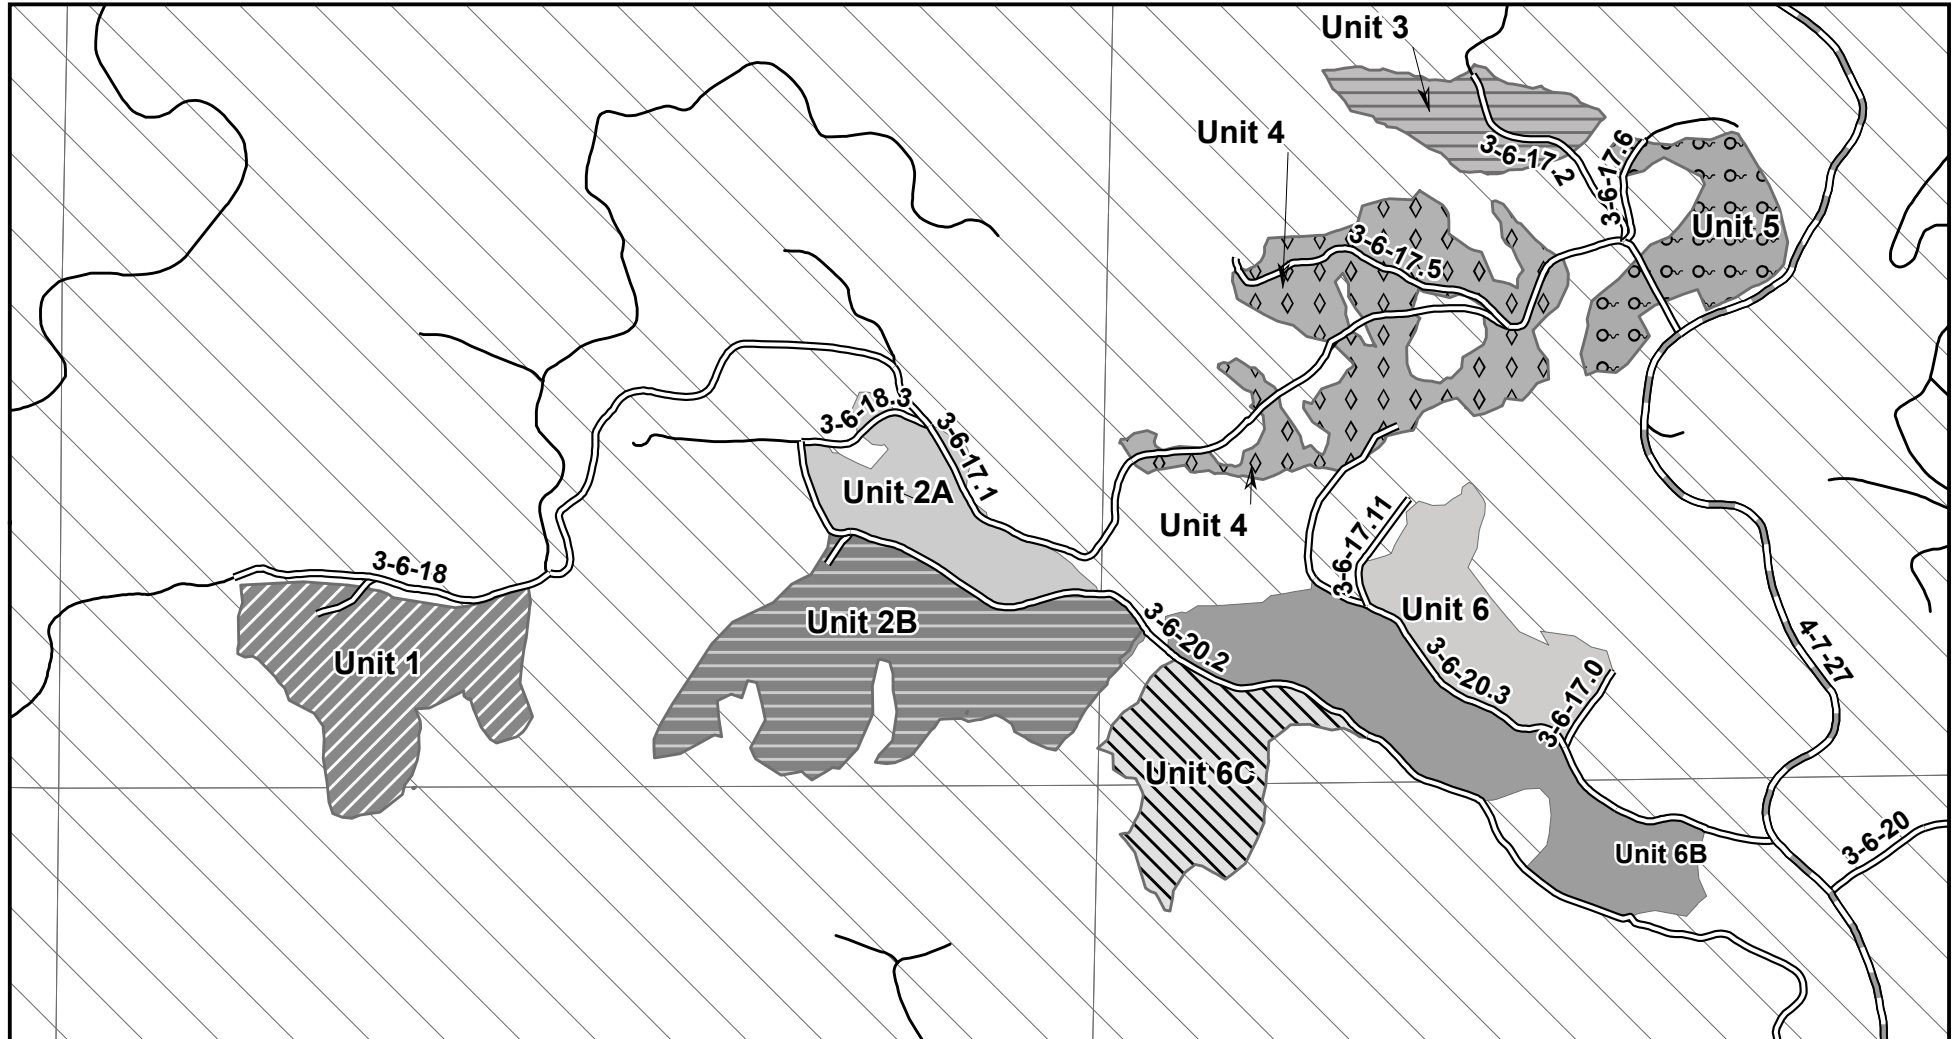 Unit 3
Unit 4
3-6-17.2
3-6-17.6
Unit 5
3-6-17.5
3-6-18.3
3-6-17.1
Unit 2A
Unit 4
3-6-17.11
3-6-18
Unit 6
Unit 2B
3-6-20.2
Unit 1
3-6-20.3
3-6-17.0
4-7-27
Unit 6C
3-6-20
Unit 6B